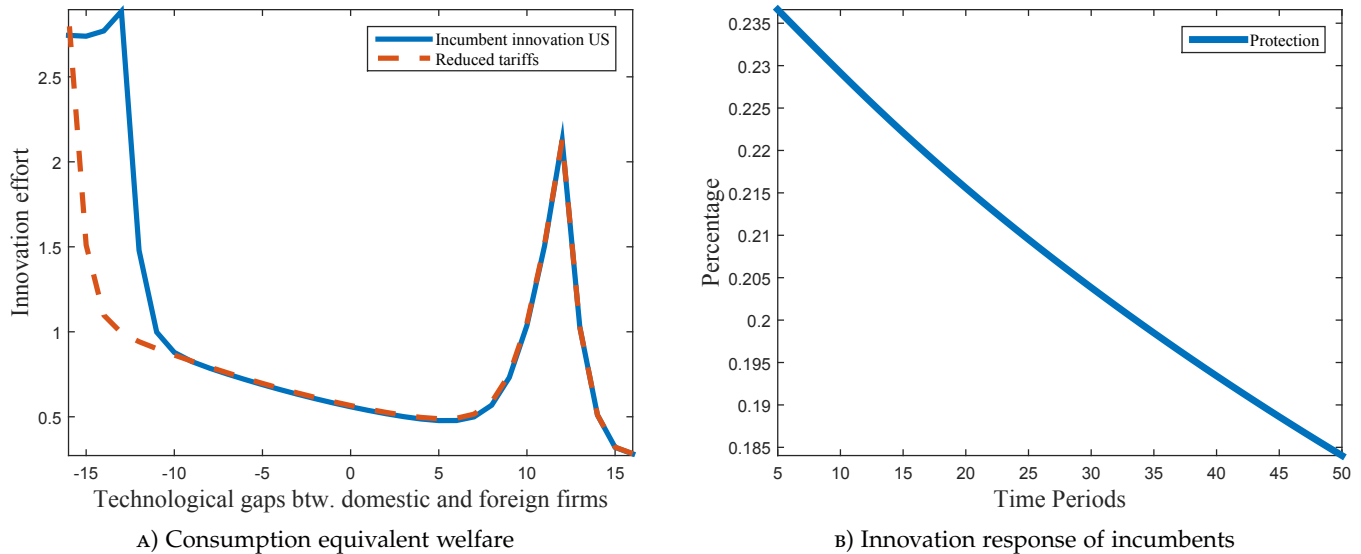 Incumbent innovation US
Reduced tariffs
2.5
2
1.5
1
0.5
Innovation effort
-15 -10 -5 0 5 10 15
Technological gaps btw. domestic and foreign firms
A) Consumption equivalent welfare
Protection
0.235
0.23
0.225
0.22
0.215
0.21
0.205
0.2
0.195
0.19
0.185
Percentage
5 10 15 20 25 30 35 40 45 50
Time Periods
B) Innovation response of incumbents